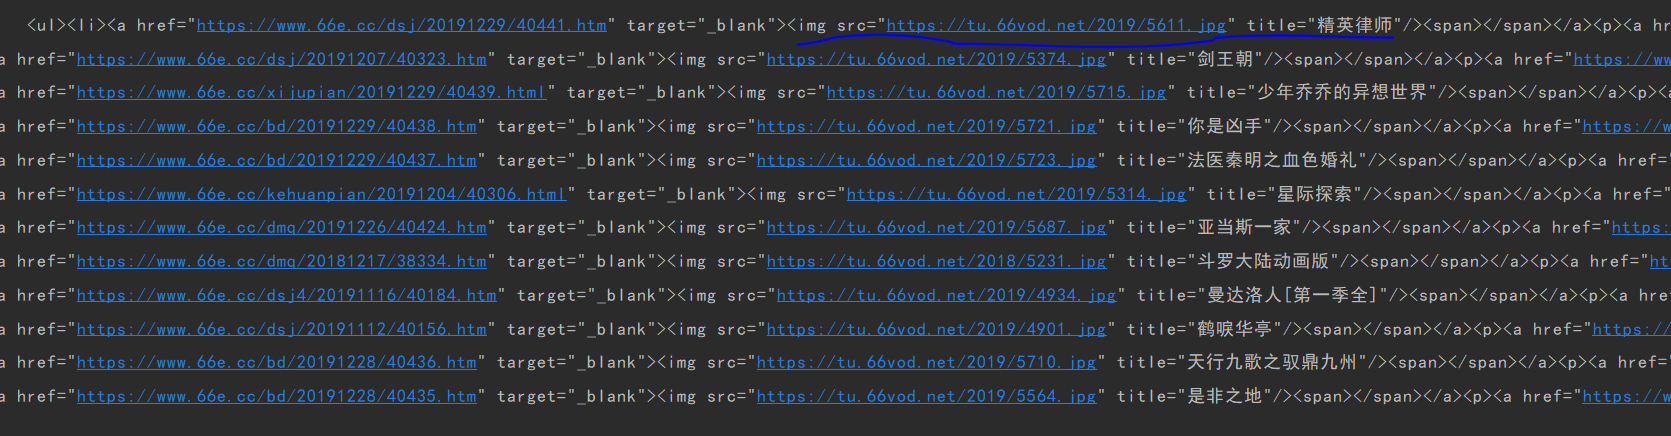 <ul><li><a href="https://www.66e.cc/dsj/20191229/40441.htm" target="_blank"><img src="https://tu.66vod.net/2019/5611.jpg" title="精英律师"/><span></span></a><p><a h
a href="https://www.66e.cc/dsj/20191207/40323.htm" target="_blank"><img src="https://tu.66vod.net/2019/5374.jpg" title="剑王朝"/><span></span></a><p><a href="https://ww
a href="https://www.66e.cc/xijupian/20191229/40439.html" target="_blank"><img src="https://tu.66vod.net/2019/5715.jpg" title="少年乔乔的异想世界"/><span></span></a><p><a
a href="https://www.66e.cc/bd/20191229/40438.htm" target="_blank"><img src="https://tu.66vod.net/2019/5721.jpg" title="你是凶手"/><span></span></a><p><a href="https://w
a href="https://www.66e.cc/bd/20191229/40437.htm" target="_blank"><img src="https://tu.66vod.net/2019/5723.jpg" title="法医秦明之血色婚礼"/><span></span></a><p><a href="
a href="https://www.66e.cc/kehuanpian/20191204/40306.html" target="_blank"><img src="https://tu.66vod.net/2019/5314.jpg" title="星际探索"/><span></span></a><p><a href="
a href="https://www.66e.cc/dmq/20191226/40424.htm" target="_blank"><img src="https://tu.66vod.net/2019/5687.jpg" title="亚当斯一家"/><span></span></a><p><a href="https:
a href="https://www.66e.cc/dmq/20181217/38334.htm" target="_blank"><img src="https://tu.66vod.net/2018/5231.jpg" title="斗罗大陆动画版"/><span></span></a><p><a href="ht
a href="https://www.66e.cc/dsj4/20191116/40184.htm" target="_blank"><img src="https://tu.66vod.net/2019/4934.jpg" title="曼达洛人[第一季全]"/><span></span></a><p><a hre
a href="https://www.66e.cc/dsj/20191112/40156.htm" target="_blank"><img src="https://tu.66vod.net/2019/4901.jpg" title="鹤唳华亭"/><span></span></a><p><a href="https://
a href="https://www.66e.cc/bd/20191228/40436.htm" target="_blank"><img src="https://tu.66vod.net/2019/5710.jpg" title="天行九歌之驭鼎九州"/><span></span></a><p><a href="
a href="https://www.66e.cc/bd/20191228/40435.htm" target="_blank"><img src="https://tu.66vod.net/2019/5564.jpg" title="是非之地"/><span></span></a><p><a href="https://w